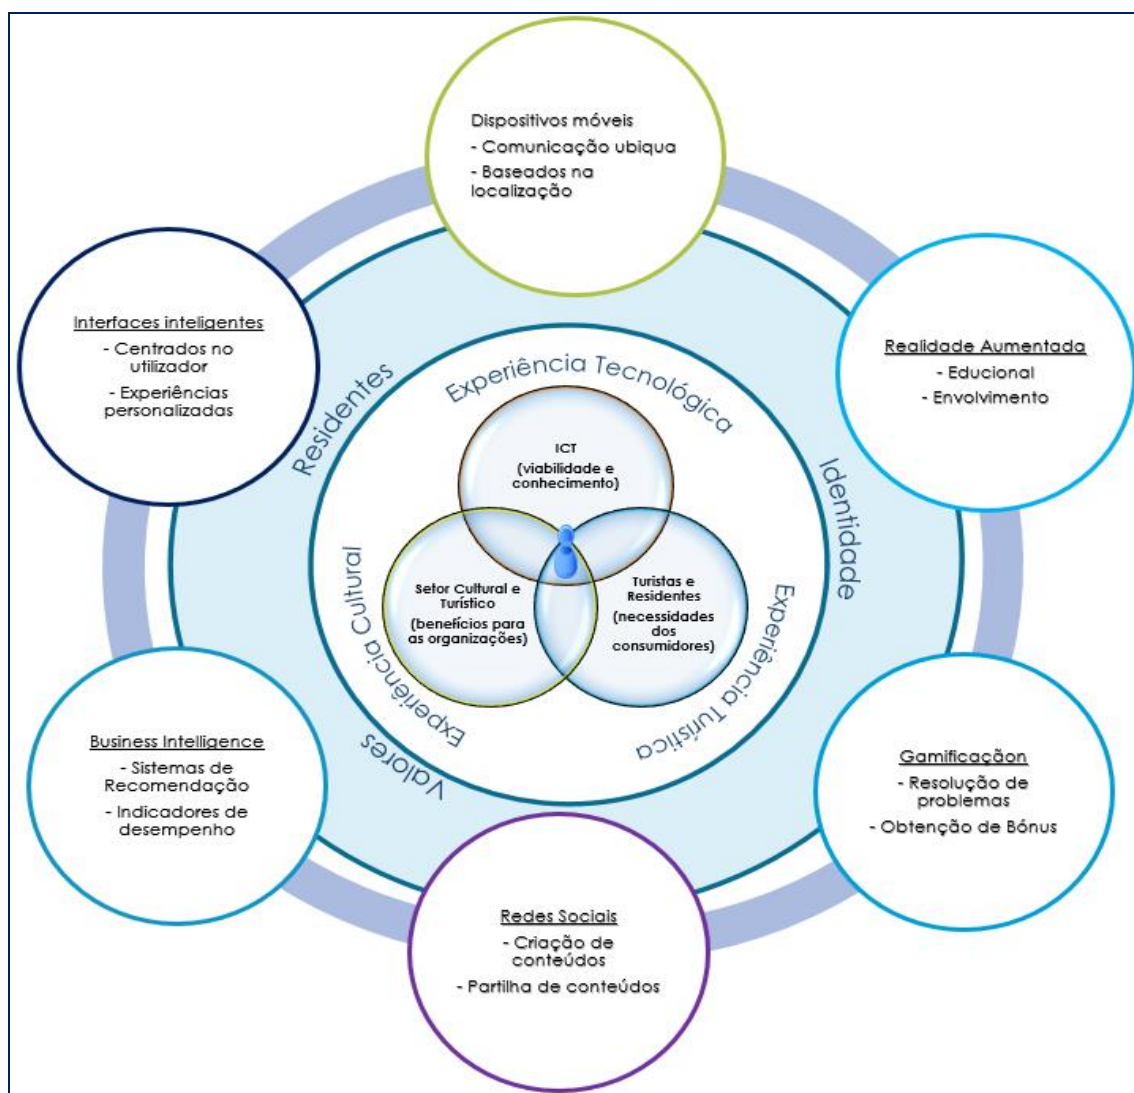 Dispositivos móveis
- Comunicação ubiqua
- Baseados na
localização
Interfaces inteligentes
- Centrados no
utilizador
- Experiências
personalizadas
Realidade Aumentada
- Educional
- Envolvimento
Residentes
Identidade
Valores
Experiência Tecnológica
Experiência Cultural
Experiência Turística
ICT
(viabilidade e
conhecimento)
Setor Cultural e
Turístico
(benefícios para
as organizações)
Turistas e
Residentes
(necessidades
dos
consumidores)
Business Intelligence
- Sistemas de
Recomendação
- Indicadores de
desempenho
Gamificaçãon
- Resolução de
problemas
- Obtenção de Bónus
Redes Sociais
- Criação de
conteúdos
- Partilha de conteúdos